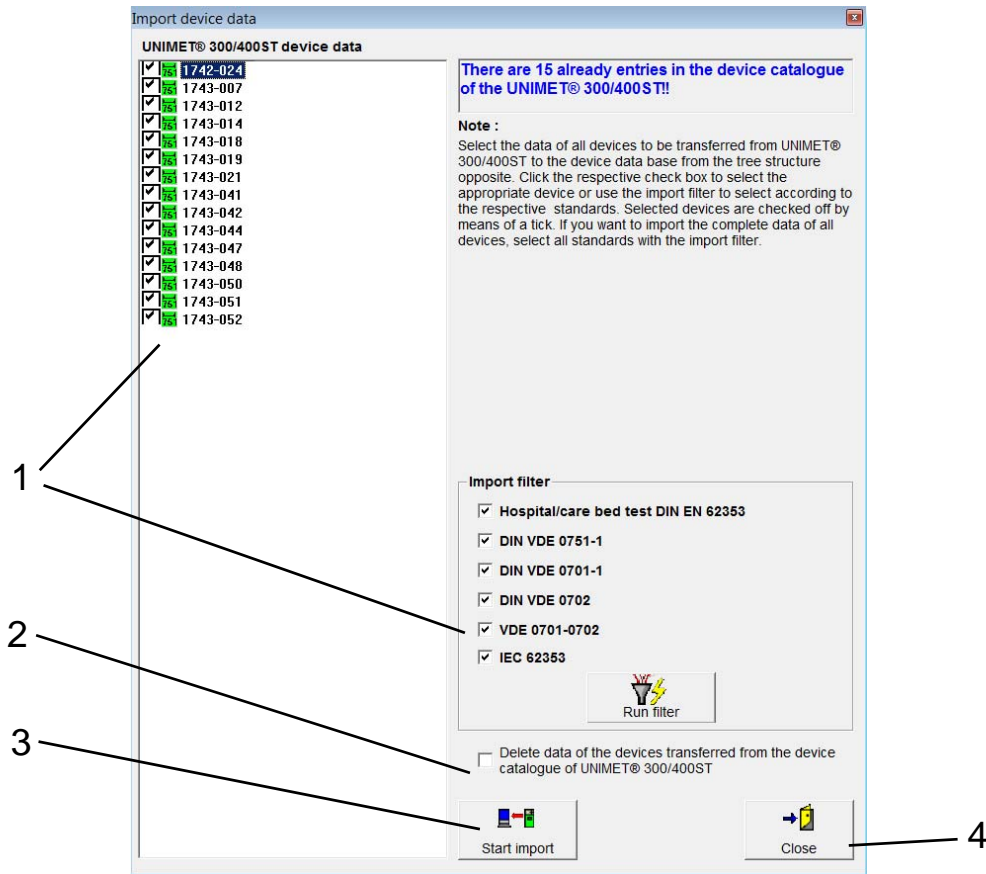 Import device data
UNIMET® 300/400ST device data
1742-024
1743-007
1743-012
1743-014
1743-018
1743-019
1743-021
1743-041
1743-042
1743-044
1743-047
1743-048
1743-050
1743-051
1743-052
There are 15 already entries in the device catalogue
of the UNIMET® 300/400ST!!
Note :
Select the data of all devices to be transferred from UNIMET®
300/400ST to the device data base from the tree structure
opposite. Click the respective check box to select the
appropriate device or use the import filter to select according to
the respective standards. Selected devices are checked off by
means of a tick. If you want to import the complete data of all
devices, select all standards with the import filter.
1
Import filter
Hospital/care bed test DIN EN 62353
DIN VDE 0751-1
DIN VDE 0701-1
DIN VDE 0702
VDE 0701-0702
IEC 62353
Run filter
2
3
Delete data of the devices transferred from the device
catalogue of UNIMET® 300/400ST
Start import
Close
4